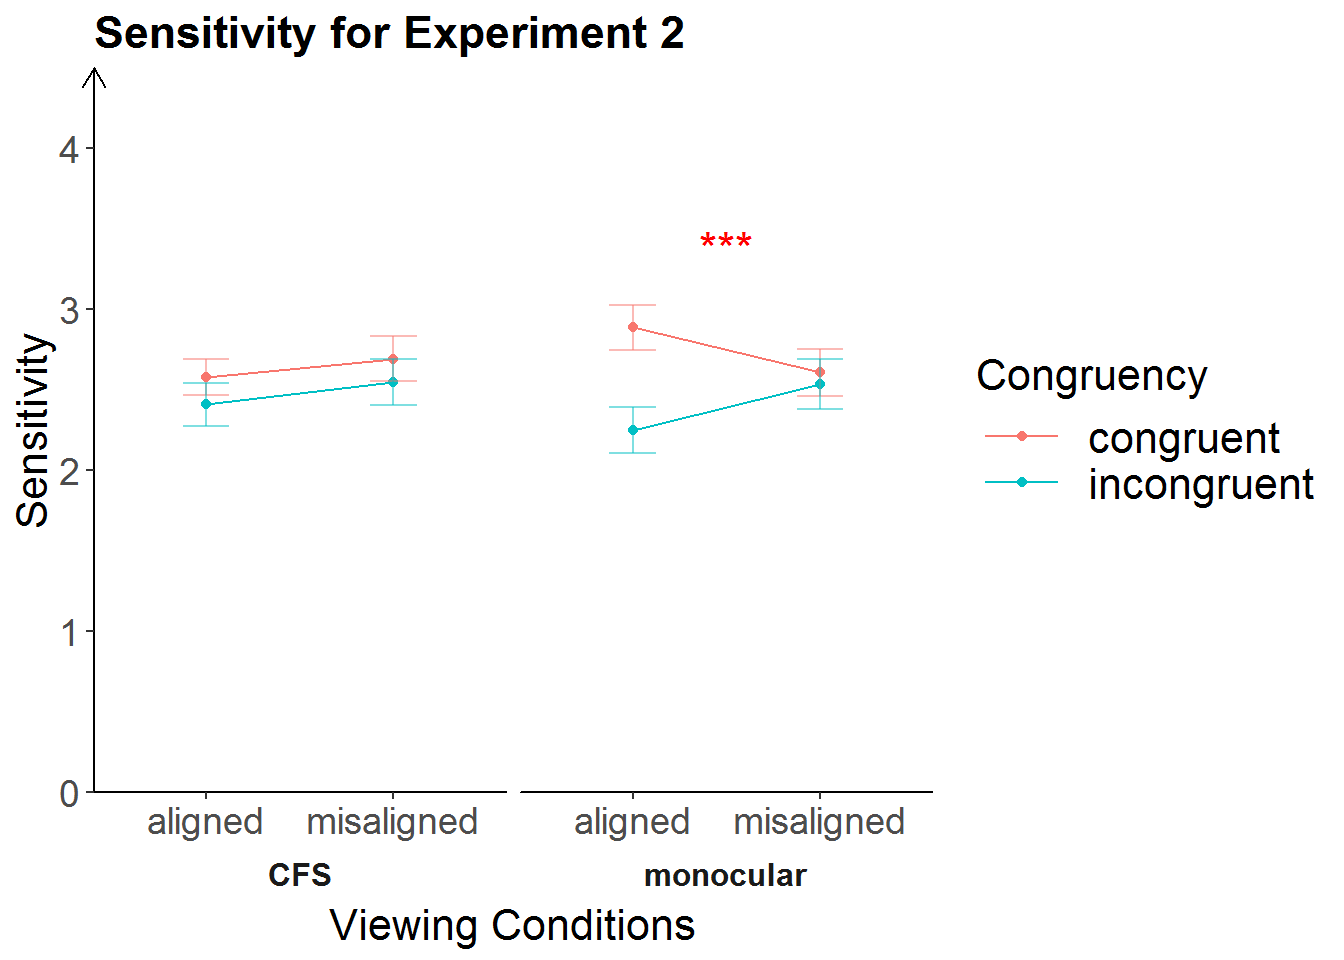 Sensitivity for Experiment 2
4
3
2
1
0
Sensitivity
***
aligned misaligned aligned misaligned
CFS monocular
Viewing Conditions
Congruency
congruent
incongruent